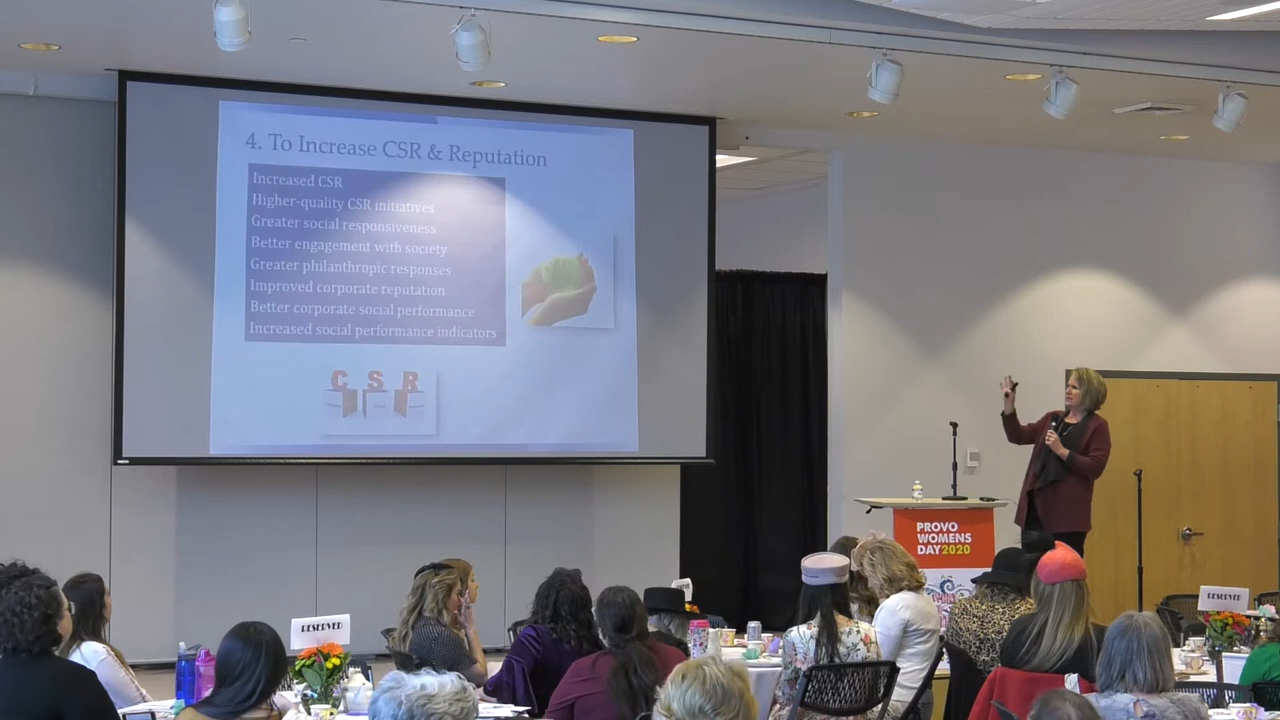 4. To Increase CSR & Reputation
Increased CSR
Higher-quality CSR initiatives
Greater social responsiveness
Better engagement with society
Greater philanthropic responses
Improved corporate reputation
Better corporate social performance
Increased social performance indicators
C S R
PROVO
WOMENS
DAY2020
RESERVED
RESERVED